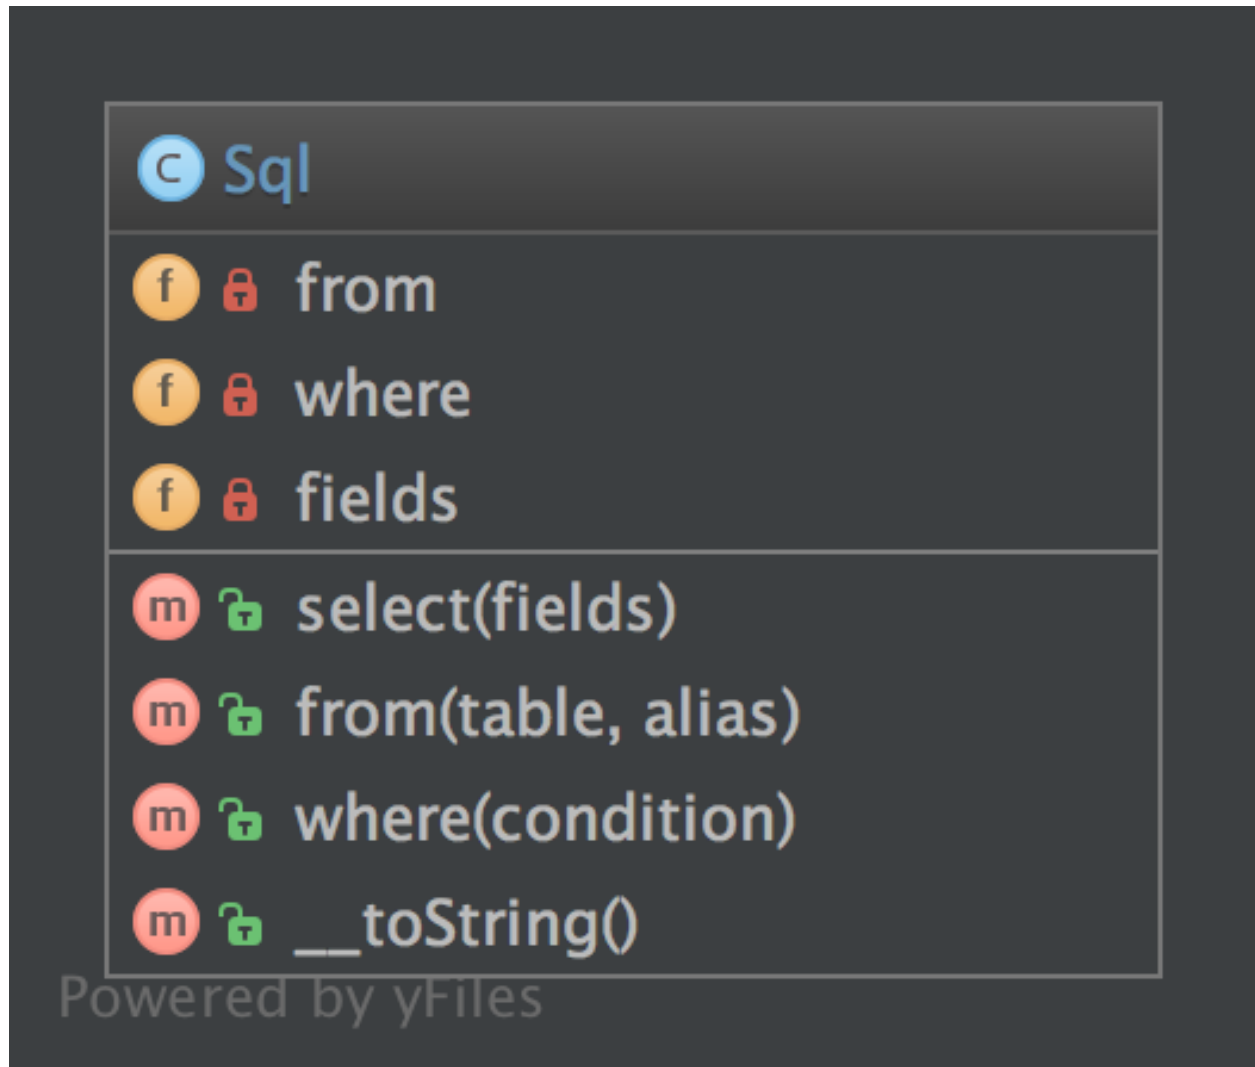 C Sql
f from
f where
f fields
m select(fields)
m from(table, alias)
m where(condition)
m __toString()
Powered by yFiles